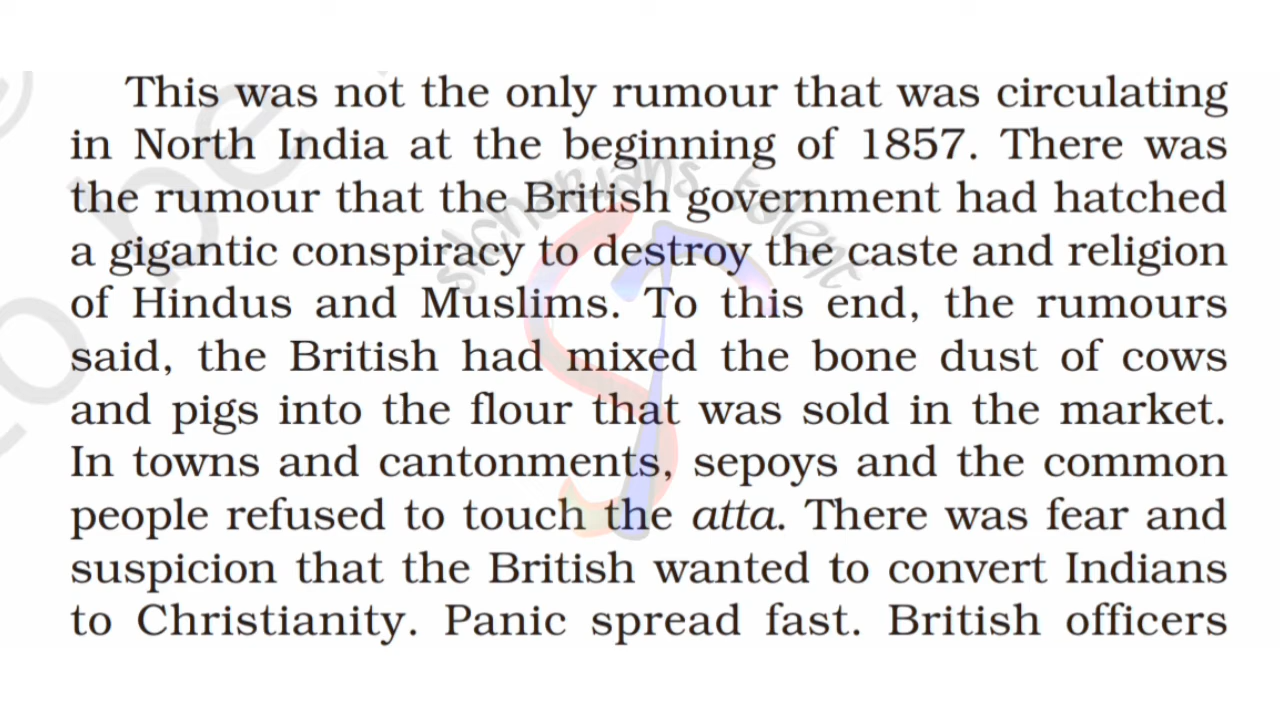 This was not the only rumour that was circulating
in North India at the beginning of 1857. There was
the rumour that the British government had hatched
a gigantic conspiracy to destroy the caste and religion
of Hindus and Muslims. To this end, the rumours
said, the British had mixed the bone dust of cows
and pigs into the flour that was sold in the market.
In towns and cantonments, sepoys and the common
people refused to touch the atta. There was fear and
suspicion that the British wanted to convert Indians
to Christianity. Panic spread fast. British officers